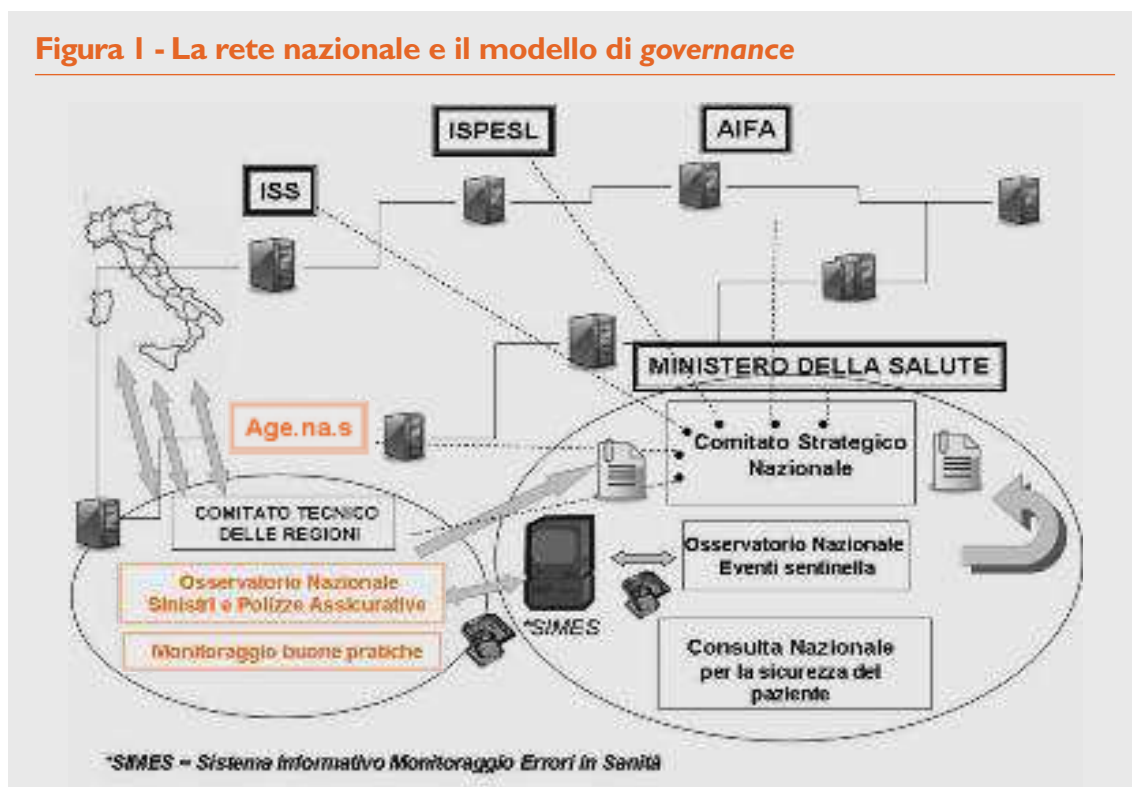 Figura 1 - La rete nazionale e il modello di governance
ISPESL
AIFA
ISS
MINISTERO DELLA SALUTE
Age.na.s
Comitato Strategico
Nazionale
COMITATO TECNICO
DELLE REGIONI
Osservatorio Nazionale
Eventi sentinella
Osservatorio Nazionale
Sinistri e Polizze Assicurative
*SIMES
Monitoraggio buone pratiche
Consulta Nazionale
per la sicurezza del
paziente
*SIMES = Sistema Informativo Monitoraggio Errori in Sanità